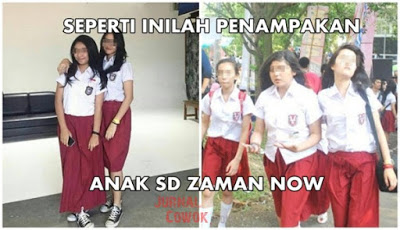 SEPERTI INILAH PENAMPAKAN
ANAK SD ZAMAN NOW
JURNAL
COWOK